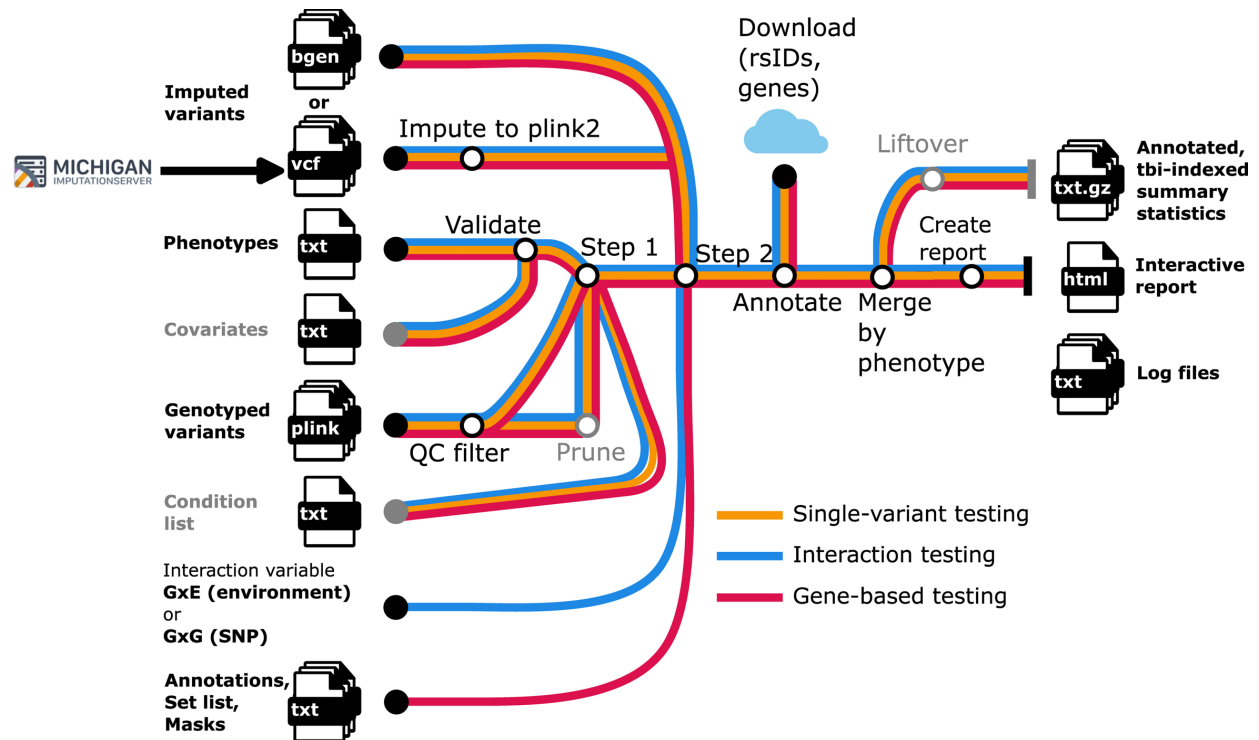 bgen
Imputed
variants
or
vcf
MICHIGAN
IMPUTATIONSERVER
Impute to plink2
Phenotypes
txt
Validate
Covariates
txt
Genotyped
variants
plink
QC filter
Prune
Condition
list
txt
Interaction variable
GxE (environment)
or
GxG (SNP)
Annotations,
Set list,
Masks
txt
Step 1
Step 2
Download
(rsIDs,
genes)
Annotate
Liftover
Merge
by
phenotype
Create
report
txt.gz
Annotated,
tbi-indexed
summary
statistics
html
Interactive
report
txt
Log files
Single-variant testing
Interaction testing
Gene-based testing